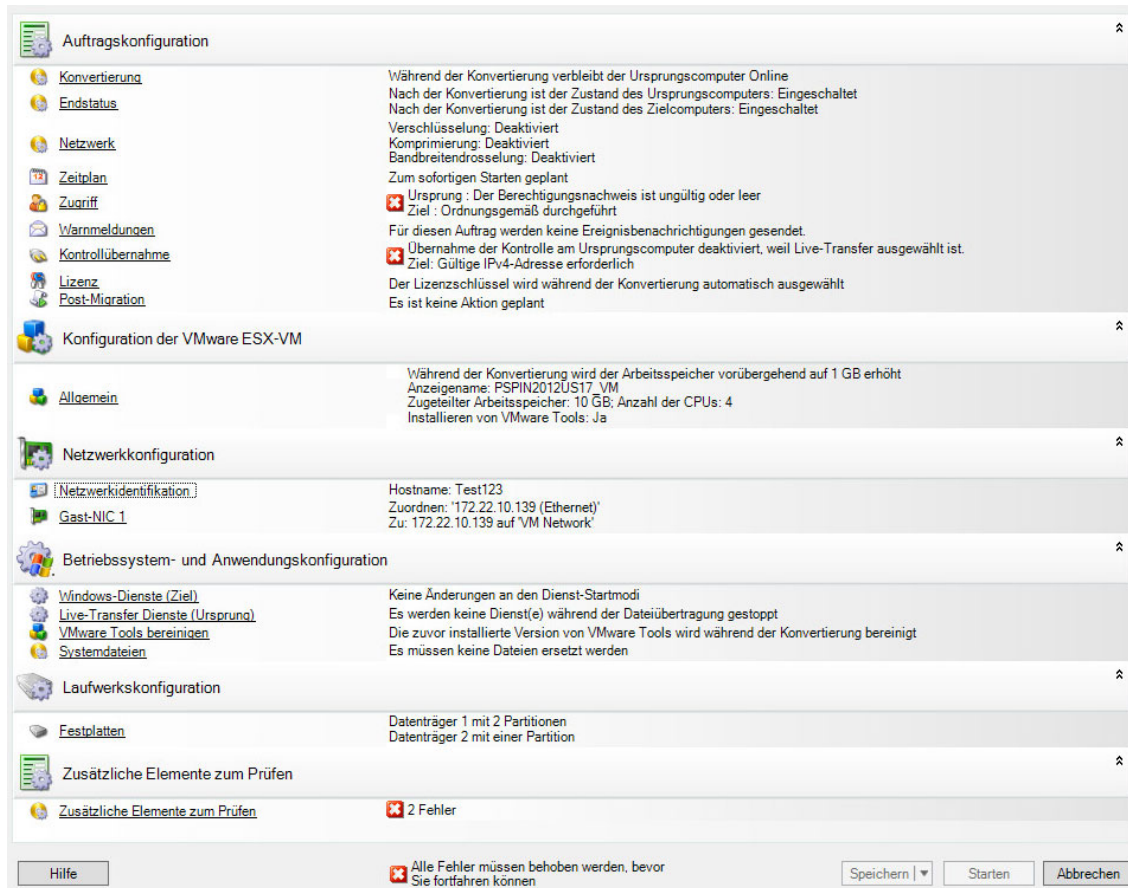 Auftragskonfiguration
Konvertierung
Während der Konvertierung verbleibt der Ursprungscomputer Online
Endstatus
Nach der Konvertierung ist der Zustand des Ursprungscomputers: Eingeschaltet
Nach der Konvertierung ist der Zustand des Zielcomputers: Eingeschaltet
Netzwerk
Verschlüsselung: Deaktiviert
Komprimierung: Deaktiviert
Bandbreitendrosselung: Deaktiviert
12
Zeitplan
Zum sofortigen Starten geplant
Zugriff
Ursprung : Der Berechtigungsnachweis ist ungültig oder leer
Ziel : Ordnungsgemäß durchgeführt
Warnmeldungen
Für diesen Auftrag werden keine Ereignisbenachrichtigungen gesendet.
Kontrollübernahme
Übernahme der Kontrolle am Ursprungscomputer deaktiviert, weil Live-Transfer ausgewählt ist.
Ziel: Gültige IPv4-Adresse erforderlich
Lizenz
Der Lizenzschlüssel wird während der Konvertierung automatisch ausgewählt
Post-Migration
Es ist keine Aktion geplant
Konfiguration der VMware ESX-VM
Allgemein
Während der Konvertierung wird der Arbeitsspeicher vorübergehend auf 1 GB erhöht
Anzeigename: PSPIN2012US17_VM
Zugeteilter Arbeitsspeicher: 10 GB; Anzahl der CPUs: 4
Installieren von VMware Tools: Ja
Netzwerkkonfiguration
Netzwerkidentifikation
Hostname: Test123
Gast-NIC 1
Zuordnen: '172.22.10.139 (Ethernet)'
Zu: 172.22.10.139 auf 'VM Network'
Betriebssystem- und Anwendungskonfiguration
Windows-Dienste (Ziel)
Keine Änderungen an den Dienst-Startmodi
Live-Transfer Dienste (Ursprung)
Es werden keine Dienst(e) während der Dateiübertragung gestoppt
VMware Tools bereinigen
Die zuvor installierte Version von VMware Tools wird während der Konvertierung bereinigt
Systemdateien
Es müssen keine Dateien ersetzt werden
Laufwerkskonfiguration
Festplatten
Datenträger 1 mit 2 Partitionen
Datenträger 2 mit einer Partition
Zusätzliche Elemente zum Prüfen
Zusätzliche Elemente zum Prüfen
2 Fehler
Hilfe
Alle Fehler müssen behoben werden, bevor
Sie fortfahren können
Speichern
Starten
Abbrechen